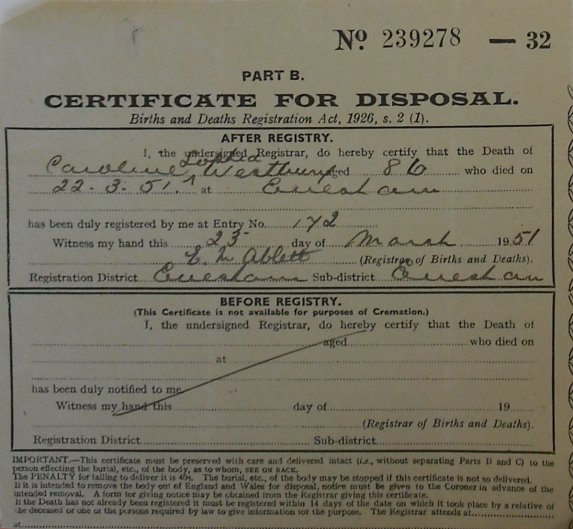 No 239278 — 32
PART B.
CERTIFICATE FOR DISPOSAL.
Births and Deaths Registration Act, 1926, s. 2 (1).
AFTER REGISTRY.
I, the undersigned Registrar, do hereby certify that the Death of
Caroline Westbury aged 86 who died on
22.3.51. at Evesham
has been duly registered by me at Entry No. 172
Witness my hand this 23 day of March 1951
E. M. Ablett (Registrar of Births and Deaths).
Registration District Evesham Sub-district Evesham
BEFORE REGISTRY.
(This Certificate is not available for purposes of Cremation.)
I, the undersigned Registrar, do hereby certify that the Death of
aged who died on
at
has been duly notified to me.
Witness my hand this day of 19
(Registrar of Births and Deaths).
Registration District Sub-district
IMPORTANT.—This certificate must be preserved with care and delivered intact (i.e., without separating Parts B and C) to the
person effecting the burial, etc., of the body, as to whom, SEE ON BACK.
The PENALTY for failing to deliver it is 40s. The burial, etc., of the body may be stopped if this certificate is not so delivered.
If it is intended to remove the body out of England and Wales for disposal, notice must be given to the Coroner in advance of the
intended removal. A form for giving notice may be obtained from the Registrar giving this certificate.
If the Death has not already been registered it must be registered within 14 days of the date on which it took place by a relative of
the deceased or one of the persons required by law to give information for the purpose. The Registrar attends at
at